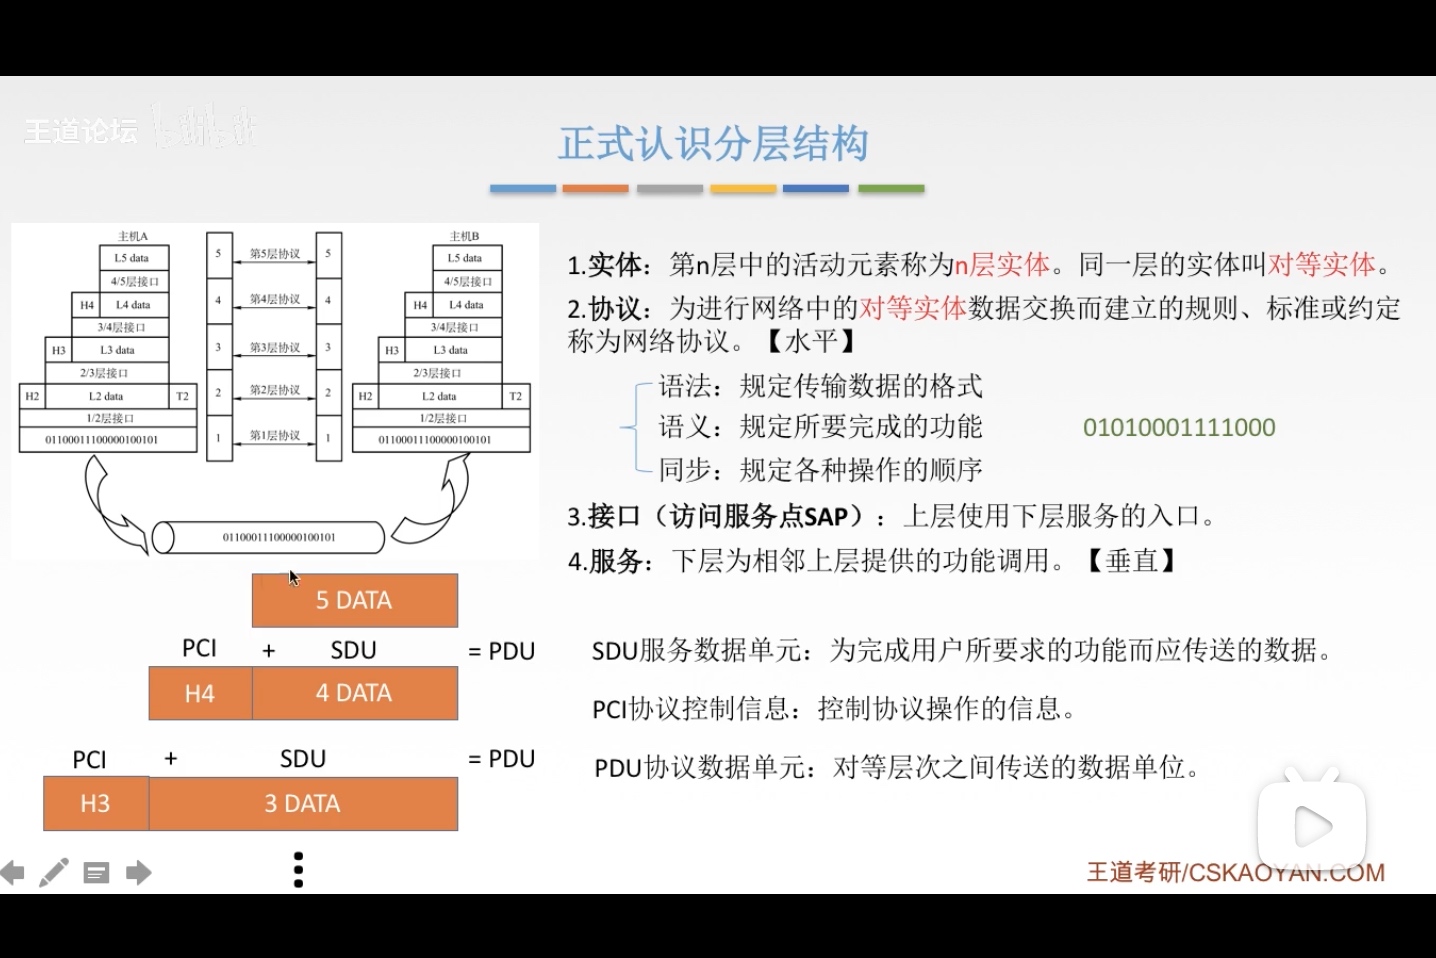 王道论坛 bilibili
正式认识分层结构
主机A
L5 data
4/5层接口
H4 L4 data
3/4层接口
H3 L3 data
2/3层接口
H2 L2 data T2
1/2层接口
01100011100000100101
5 第5层协议 5
4 第4层协议 4
3 第3层协议 3
2 第2层协议 2
1 第1层协议 1
主机B
L5 data
4/5层接口
H4 L4 data
3/4层接口
H3 L3 data
2/3层接口
H2 L2 data T2
1/2层接口
01100011100000100101
01100011100000100101
5 DATA
PCI + SDU = PDU
H4 4 DATA
PCI + SDU = PDU
H3 3 DATA
1.实体：第n层中的活动元素称为n层实体。同一层的实体叫对等实体。
2.协议：为进行网络中的对等实体数据交换而建立的规则、标准或约定
称为网络协议。【水平】
语法：规定传输数据的格式
语义：规定所要完成的功能
01010001111000
同步：规定各种操作的顺序
3.接口（访问服务点SAP）：上层使用下层服务的入口。
4.服务：下层为相邻上层提供的功能调用。【垂直】
SDU服务数据单元：为完成用户所要求的功能而应传送的数据。
PCI协议控制信息：控制协议操作的信息。
PDU协议数据单元：对等层次之间传送的数据单位。
王道考研/CSKAOYAN.COM